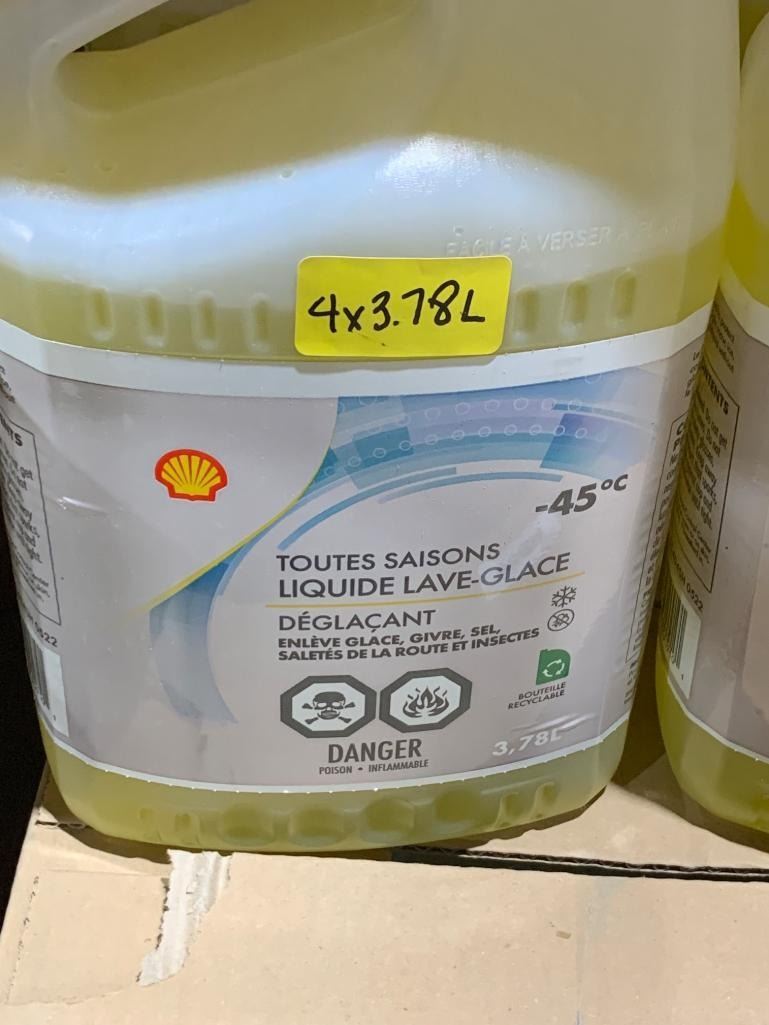 FACILE À VERSER
4x3.78L
-45°C
TOUTES SAISONS
LIQUIDE LAVE-GLACE
DÉGLAÇANT
ENLÈVE GLACE, GIVRE, SEL,
SALETÉS DE LA ROUTE ET INSECTES
BOUTEILLE
RECYCLABLE
DANGER
POISON • INFLAMMABLE
3,78L